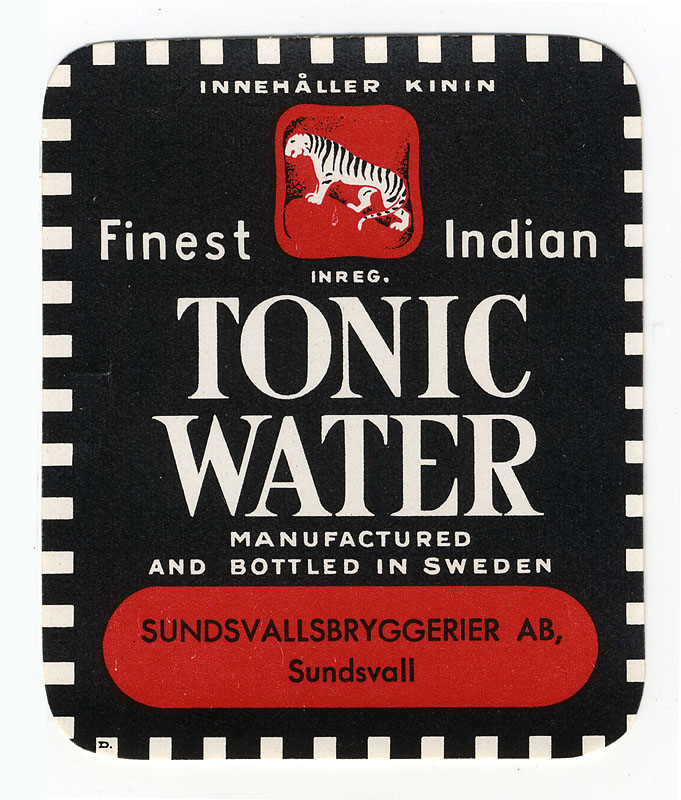 INNEHÅLLER KININ
Finest Indian
INREG.
TONIC
WATER
MANUFACTURED
AND BOTTLED IN SWEDEN
SUNDSVALLSBRYGGERIER AB,
Sundsvall
D.